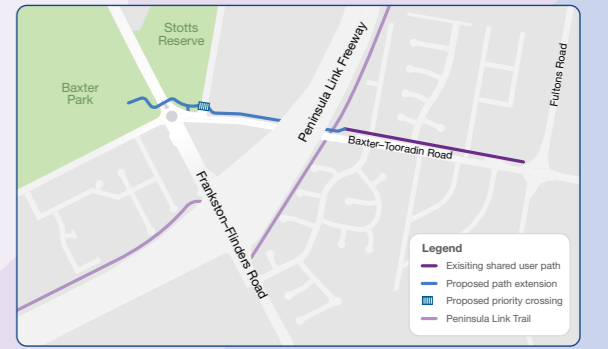 Stotts
Reserve
Baxter
Park
Peninsula Link Freeway
Fultons Road
Baxter–Tooradin Road
Frankston–Flinders Road
Legend
Exisiting shared user path
Proposed path extension
Proposed priority crossing
Peninsula Link Trail